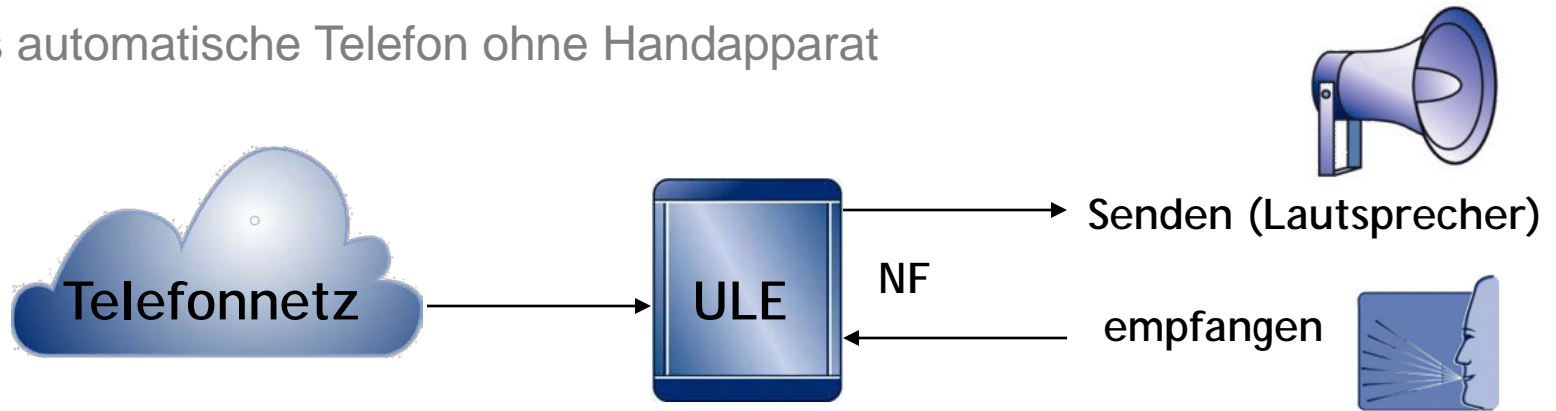 s automatische Telefon ohne Handapparat
Senden (Lautsprecher)
Telefonnetz
ULE
NF
empfangen